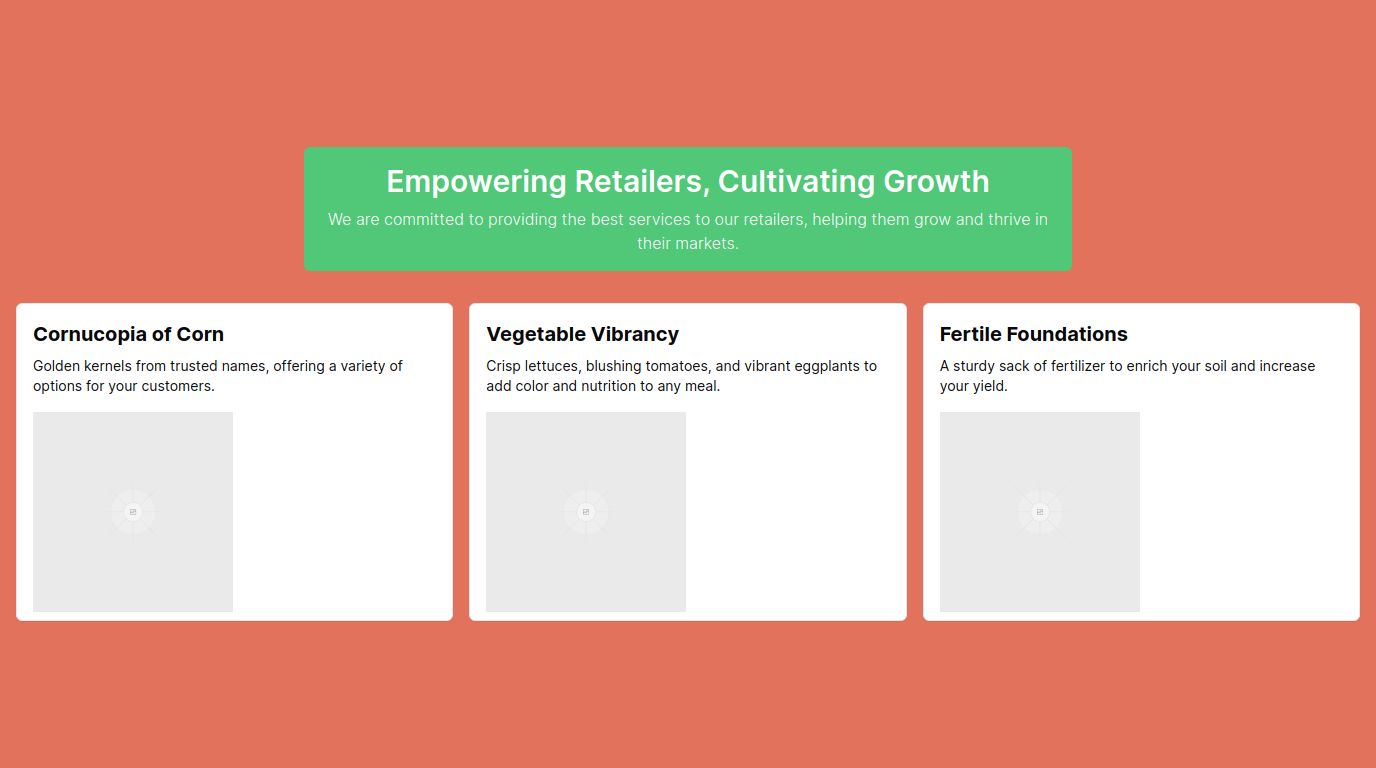 Empowering Retailers, Cultivating Growth
We are committed to providing the best services to our retailers, helping them grow and thrive in
their markets.
Cornucopia of Corn
Golden kernels from trusted names, offering a variety of
options for your customers.
Vegetable Vibrancy
Crisp lettuces, blushing tomatoes, and vibrant eggplants to
add color and nutrition to any meal.
Fertile Foundations
A sturdy sack of fertilizer to enrich your soil and increase
your yield.